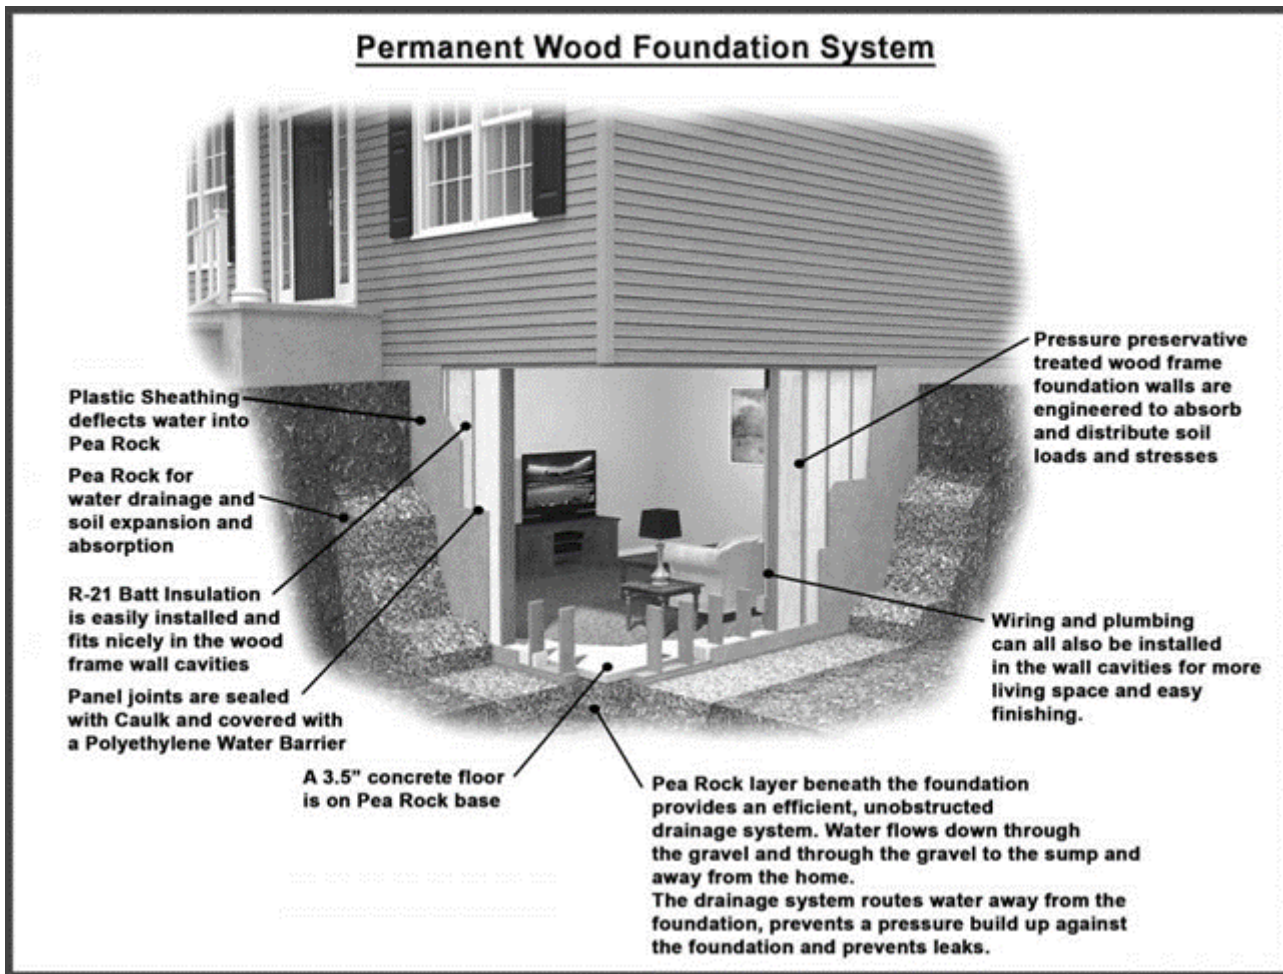 Permanent Wood Foundation System
Plastic Sheathing
deflects water into
Pea Rock
Pea Rock for
water drainage and
soil expansion and
absorption
R-21 Batt Insulation
is easily installed and
fits nicely in the wood
frame wall cavities
Panel joints are sealed
with Caulk and covered with
a Polyethylene Water Barrier
A 3.5" concrete floor
is on Pea Rock base
Pressure preservative
treated wood frame
foundation walls are
engineered to absorb
and distribute soil
loads and stresses
Wiring and plumbing
can all also be installed
in the wall cavities for more
living space and easy
finishing.
Pea Rock layer beneath the foundation
provides an efficient, unobstructed
drainage system. Water flows down through
the gravel and through the gravel to the sump and
away from the home.
The drainage system routes water away from the
foundation, prevents a pressure build up against
the foundation and prevents leaks.